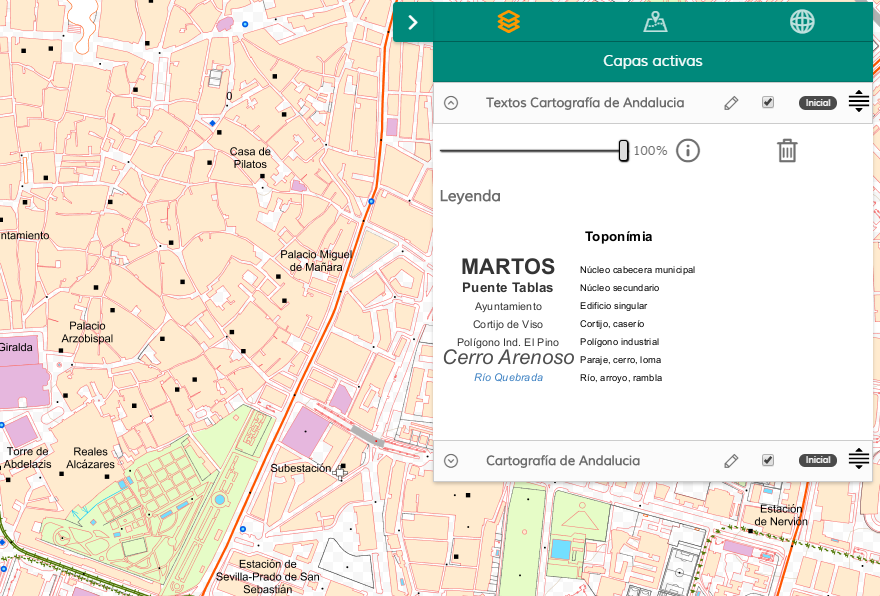 Capas activas
Textos Cartografía de Andalucia
Inicial
100%
Leyenda
Toponímia
MARTOS
Núcleo cabecera municipal
Puente Tablas
Núcleo secundario
Ayuntamiento
Edificio singular
Cortijo de Viso
Cortijo, caserío
Polígono Ind. El Pino
Polígono industrial
Cerro Arenoso
Paraje, cerro, loma
Río Quebrada
Río, arroyo, rambla
Cartografía de Andalucia
Inicial
0
Casa de
Pilatos
ntamiento
Palacio Miguel
de Mañara
Palacio
Arzobispal
Giralda
Torre de
Abdelazis
Reales
Alcázares
Subestación
Estación
de Nervión
Estación de
Sevilla-Prado de San
Sebastián